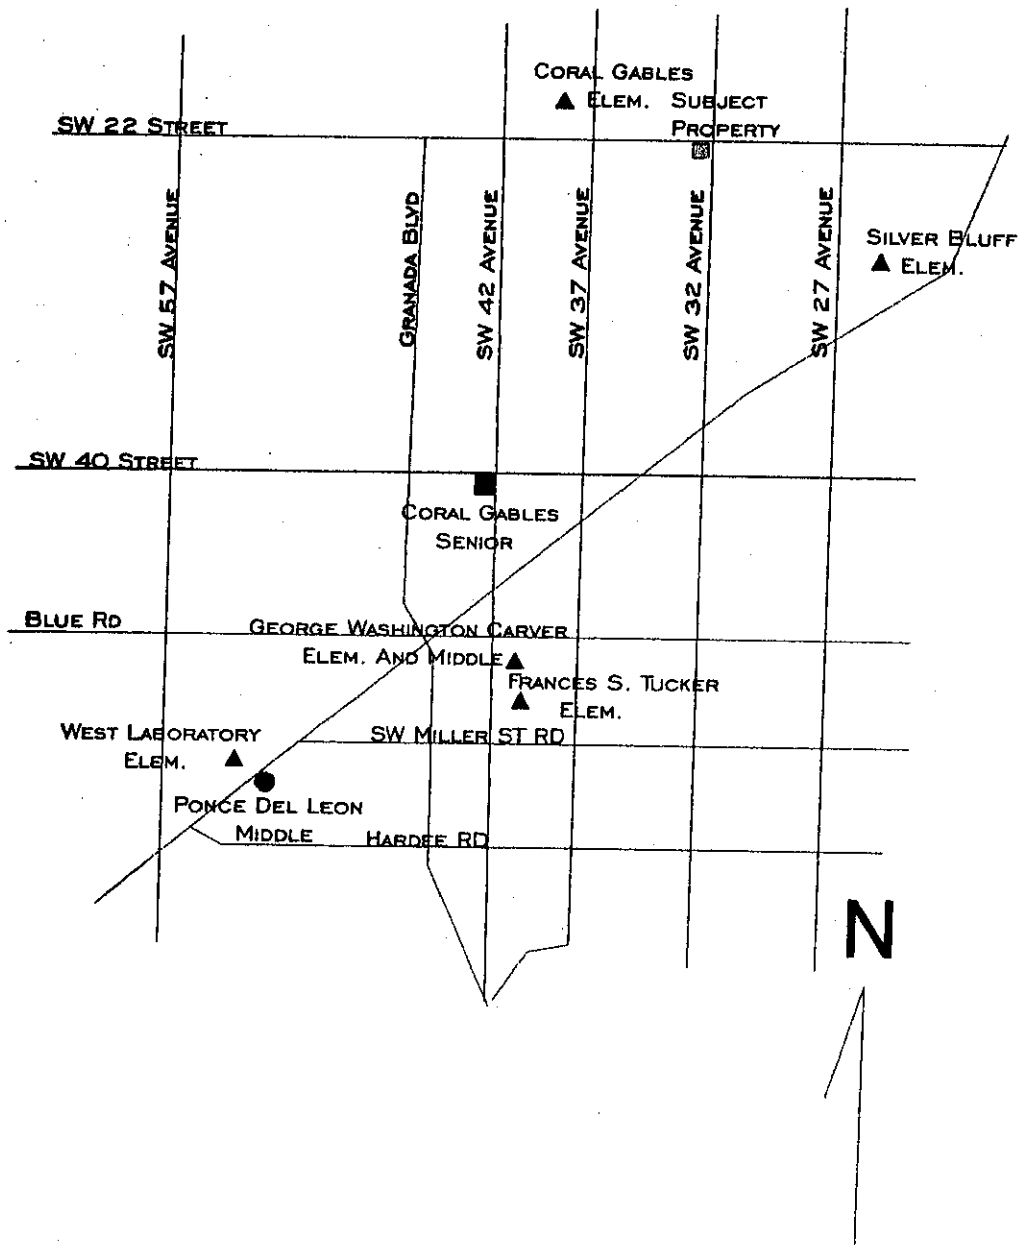 CORAL GABLES
ELEM.
SUBJECT
PROPERTY
SW 22 STREET
SW 57 AVENUE
GRANADA BLVD
SW 42 AVENUE
SW 37 AVENUE
SW 32 AVENUE
SW 27 AVENUE
SILVER BLUFF
ELEM.
SW 40 STREET
CORAL GABLES
SENIOR
BLUE RD
GEORGE WASHINGTON CARVER
ELEM. AND MIDDLE
FRANCES S. TUCKER
ELEM.
WEST LABORATORY
ELEM.
SW MILLER ST RD
PONCE DEL LEON
MIDDLE
HARDEE RD
N